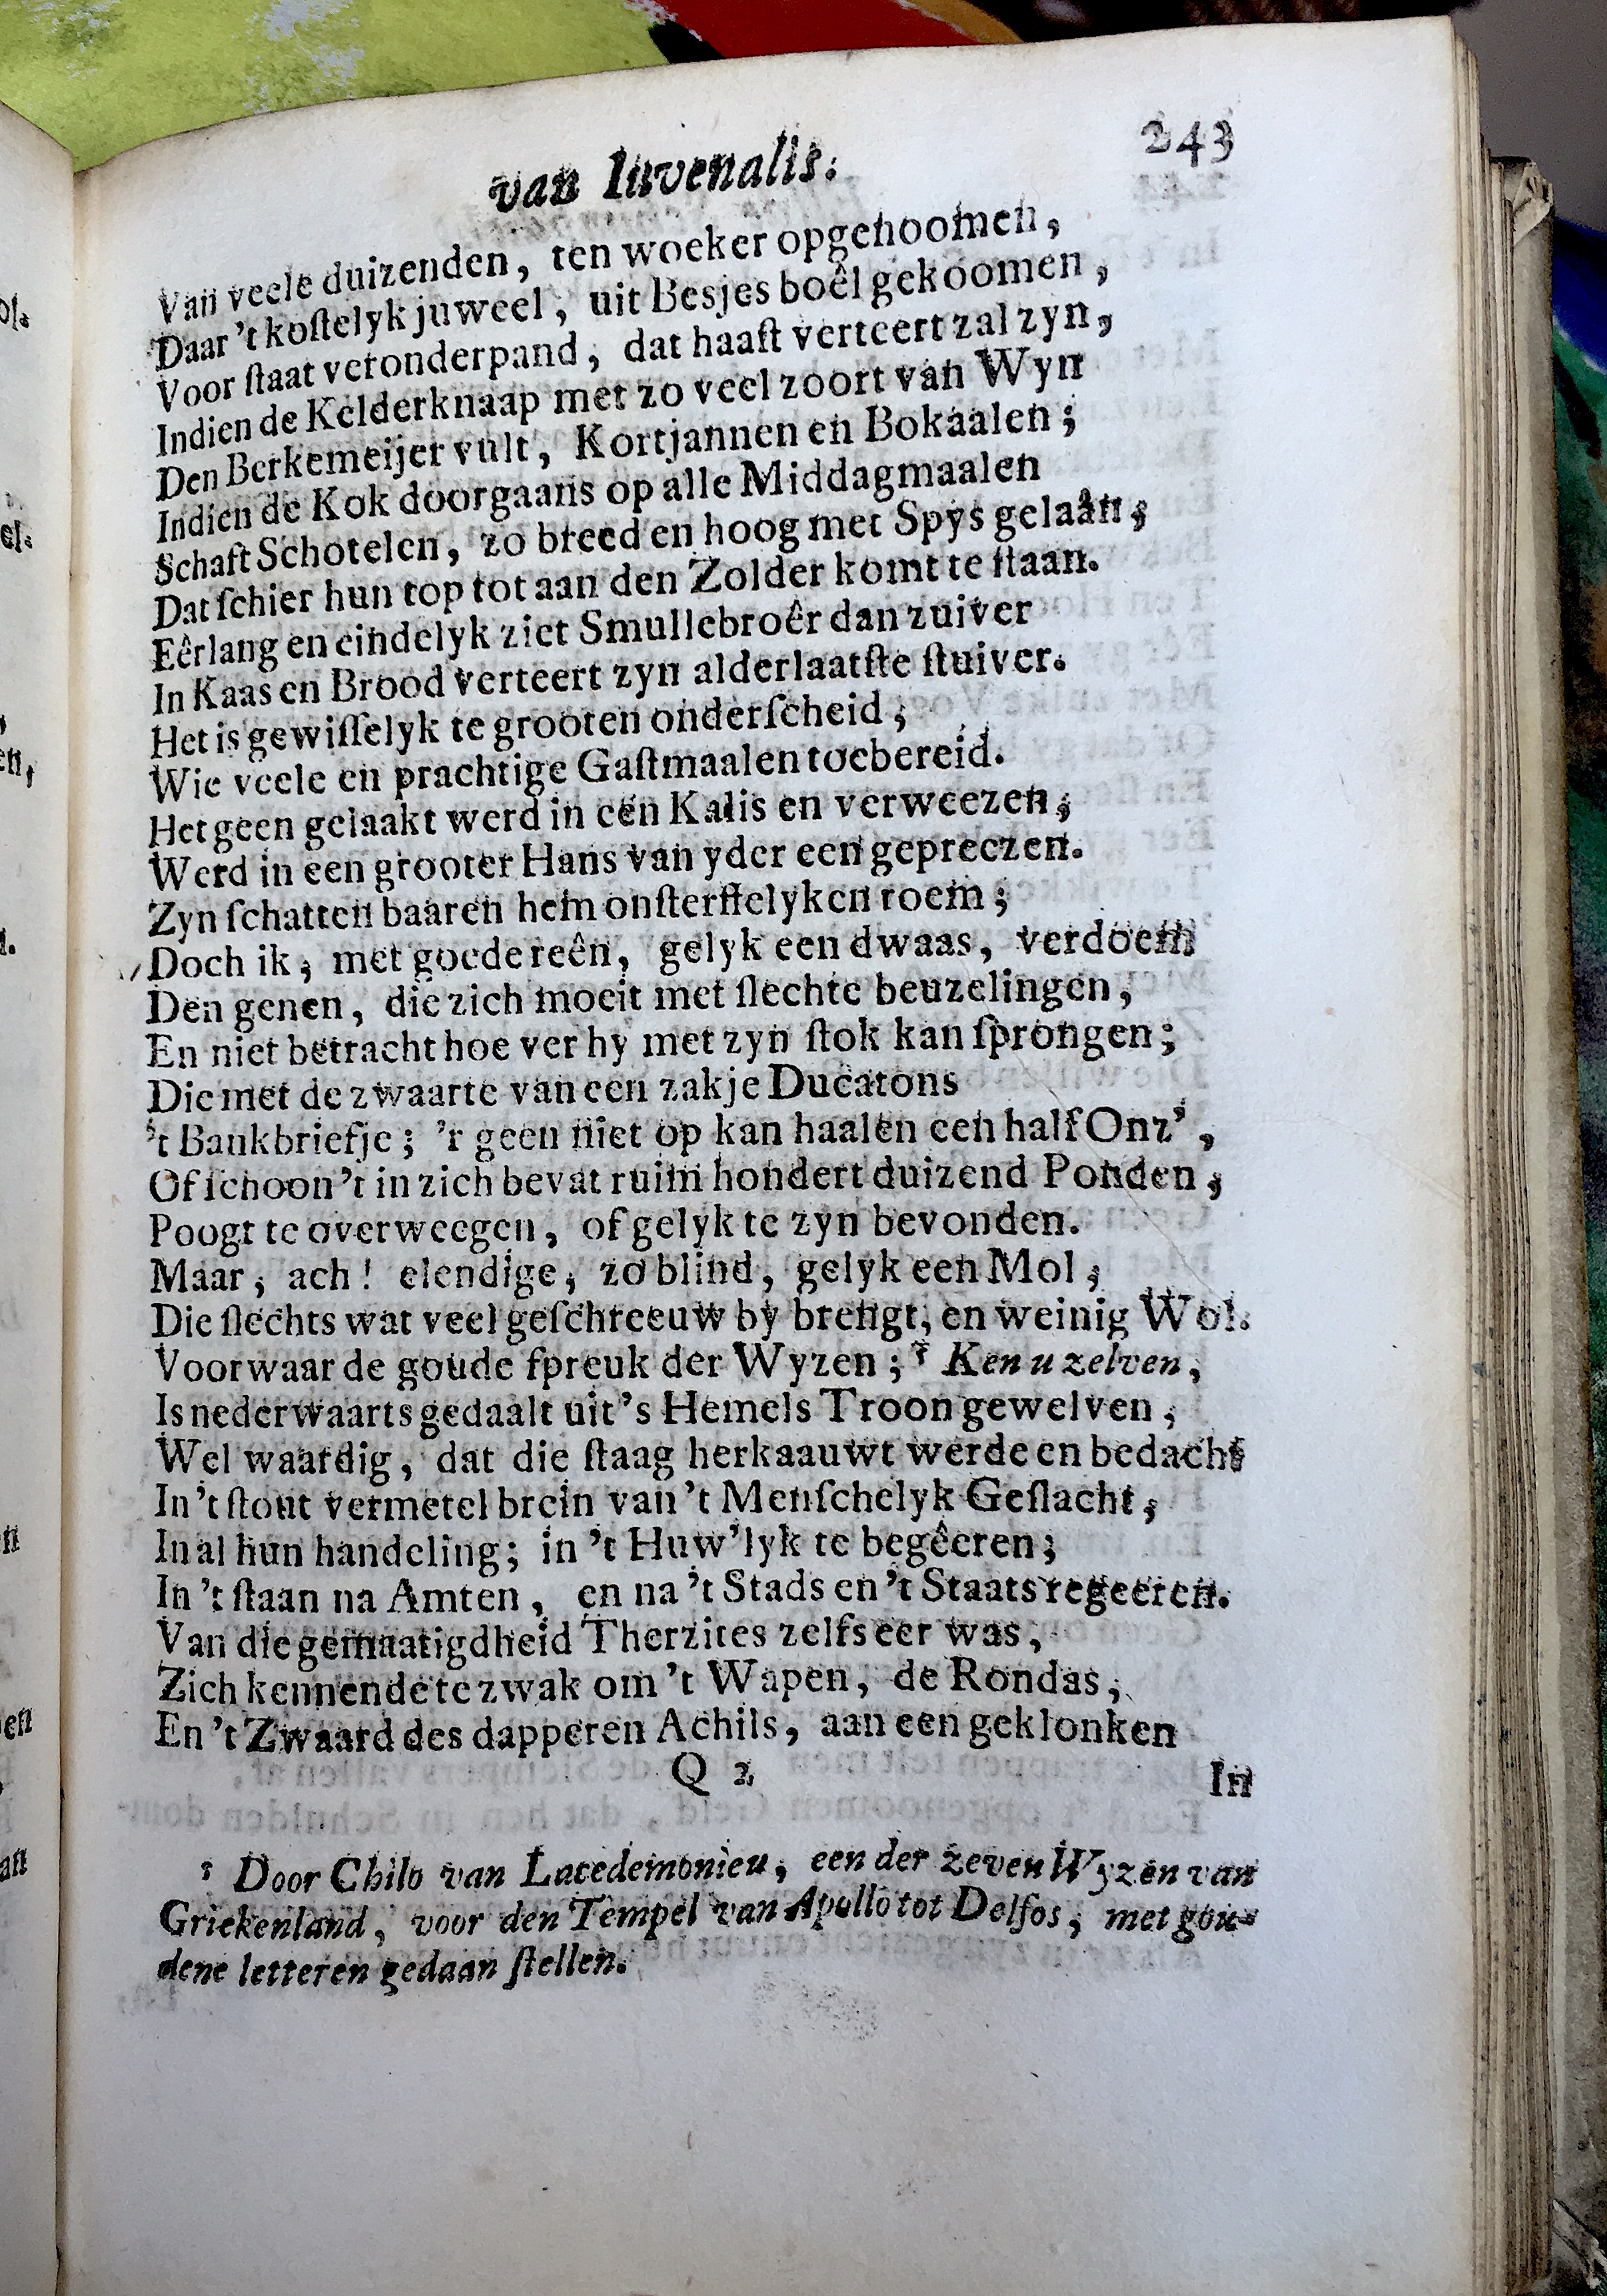 van Iuvenalis. 243
Van veele duizenden, ten woeker opgenoomen,
Daar 't koſtelyk juweel, uit Besjes boêl gekoomen,
Voor ſtaat veronderpand, dat haaſt verteert zal zyn,
Indien de Kelderknaap met zo veel zoort van Wyn
Den Berkemeijer vult, Kortjannen en Bokaalen;
Indien de Kok doorgaans op alle Middagmaalen
Schaft Schotelen, zo breed en hoog met Spys gelaân,
Dat ſchier hun top tot aan den Zolder komt te ſtaan.
Eêrlang en eindelyk ziet Smullebroêr dan zuiver
In Kaas en Brood verteert zyn alderlaatſte ſtuiver.
Het is gewiſſelyk te grooten onderſcheid,
Wie veele en prachtige Gaſtmaalen toebereid.
Het geen gelaakt werd in een Kalis en verweezen,
Werd in een grooter Hans van yder een gepreezen.
Zyn ſchatten baaren hem onſterffelyken roem;
Doch ik, met goede reên, gelyk een dwaas, verdoem
Den genen, die zich moeit met ſlechte beuzelingen,
En niet betracht hoe ver hy met zyn ſtok kan ſprongen;
Die met de zwaarte van een zakje Ducatons
't Bankbriefje; 'r geen niet op kan haalen een half Onz',
Of ſchoon 't in zich bevat ruim hondert duizend Ponden,
Poogt te overweegen, of gelyk te zyn bevonden.
Maar, ach! elendige, zo blind, gelyk een Mol,
Die ſlechts wat veel geſchreeuw by brengt, en weinig Wol.
Voorwaar de goude ſpreuk der Wyzen; Ken u zelven,
Is nederwaarts gedaalt uit 's Hemels Troon gewelven,
Wel waardig, dat die ſtaag herkaauwt werde en bedacht
In 't ſtout vermetel brein van 't Menſchelyk Geſlacht,
In al hun handeling; in 't Huw'lyk te begêeren;
In 't ſtaan na Amten, en na 't Stads en 't Staats regeeren.
Van die gemaatigdheid Therzites zelfs eer was,
Zich kennende te zwak om 't Wapen, de Rondas,
En 't Zwaard des dapperen Achils, aan een geklonken
Q 2 In
Door Chilo van Lacedemonieu, een der zeven Wyzen van
Griekenland, voor den Tempel van Apollo tot Delfos, met gou-
dene letteren gedaan ſtellen.